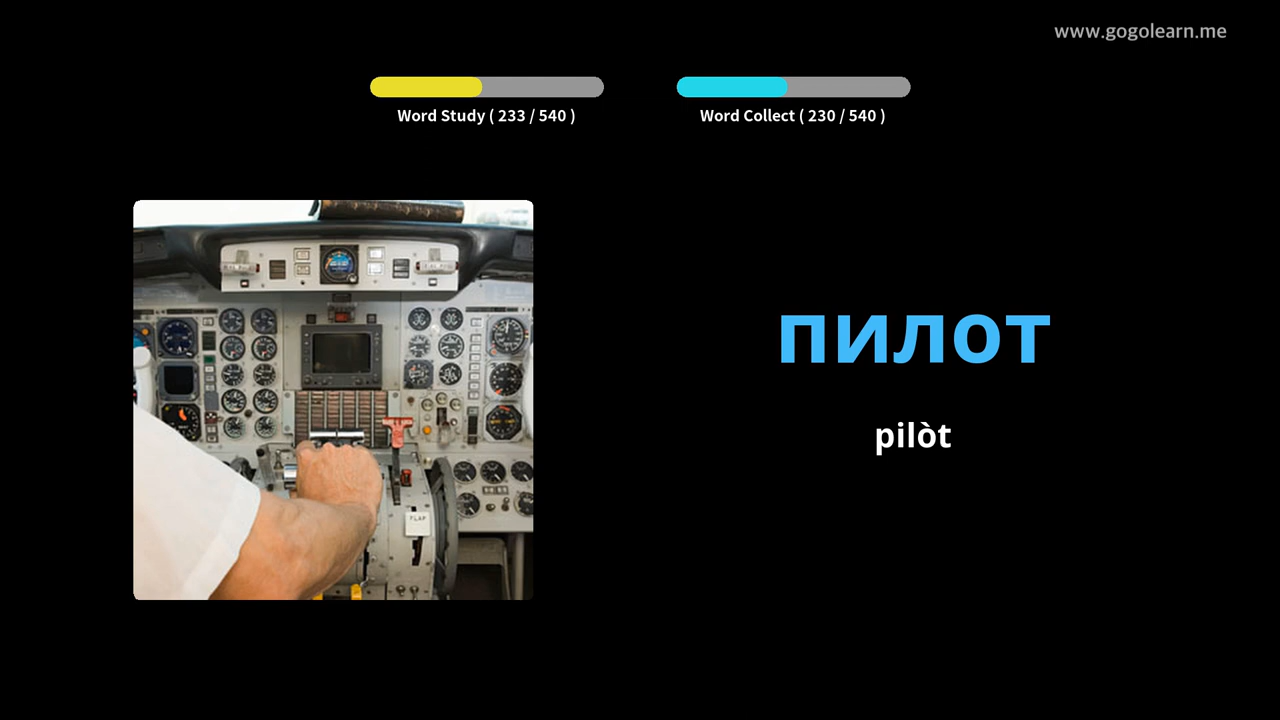 www.gogolearn.me
Word Study ( 233 / 540 )
Word Collect ( 230 / 540 )
пилот
pilòt
FLAP